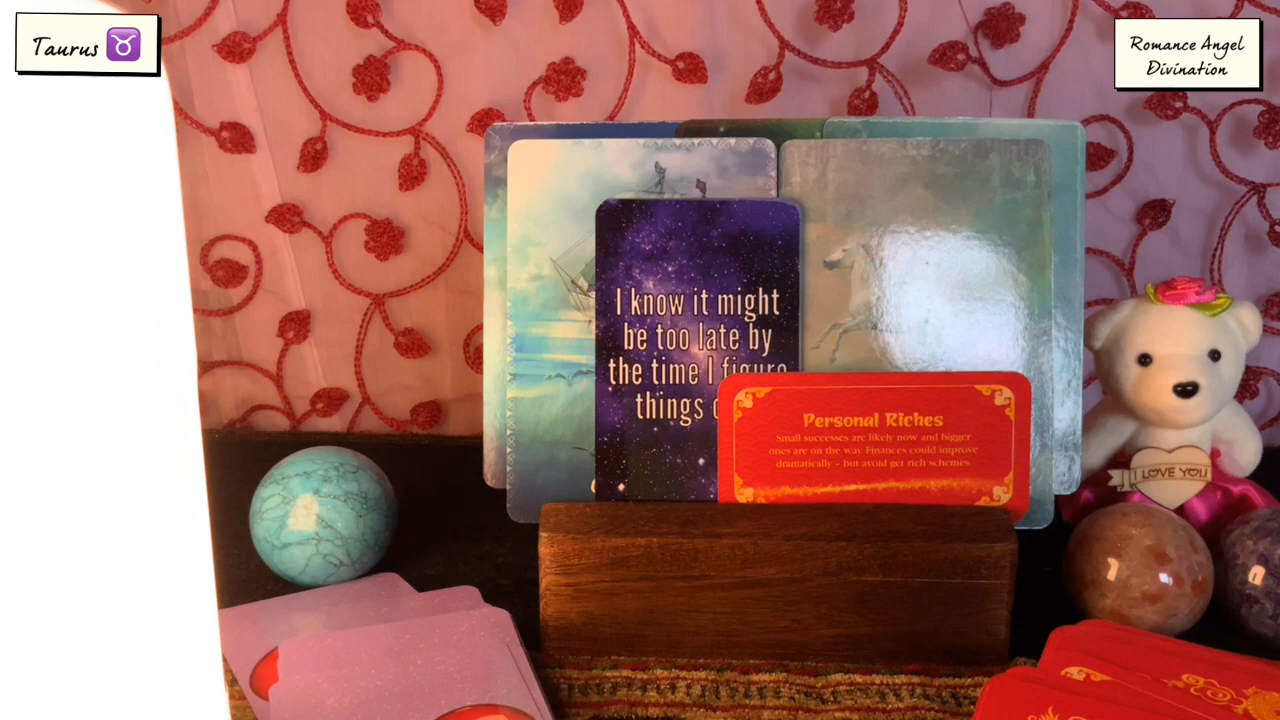 Taurus ♉
Romance Angel
Divination
I know it might
be too late by
the time I figure
things
Personal Riches
Small successes are likely now and bigger
ones are on the way Finances could improve
dramatically - but avoid get rich schemes.
I LOVE YOU